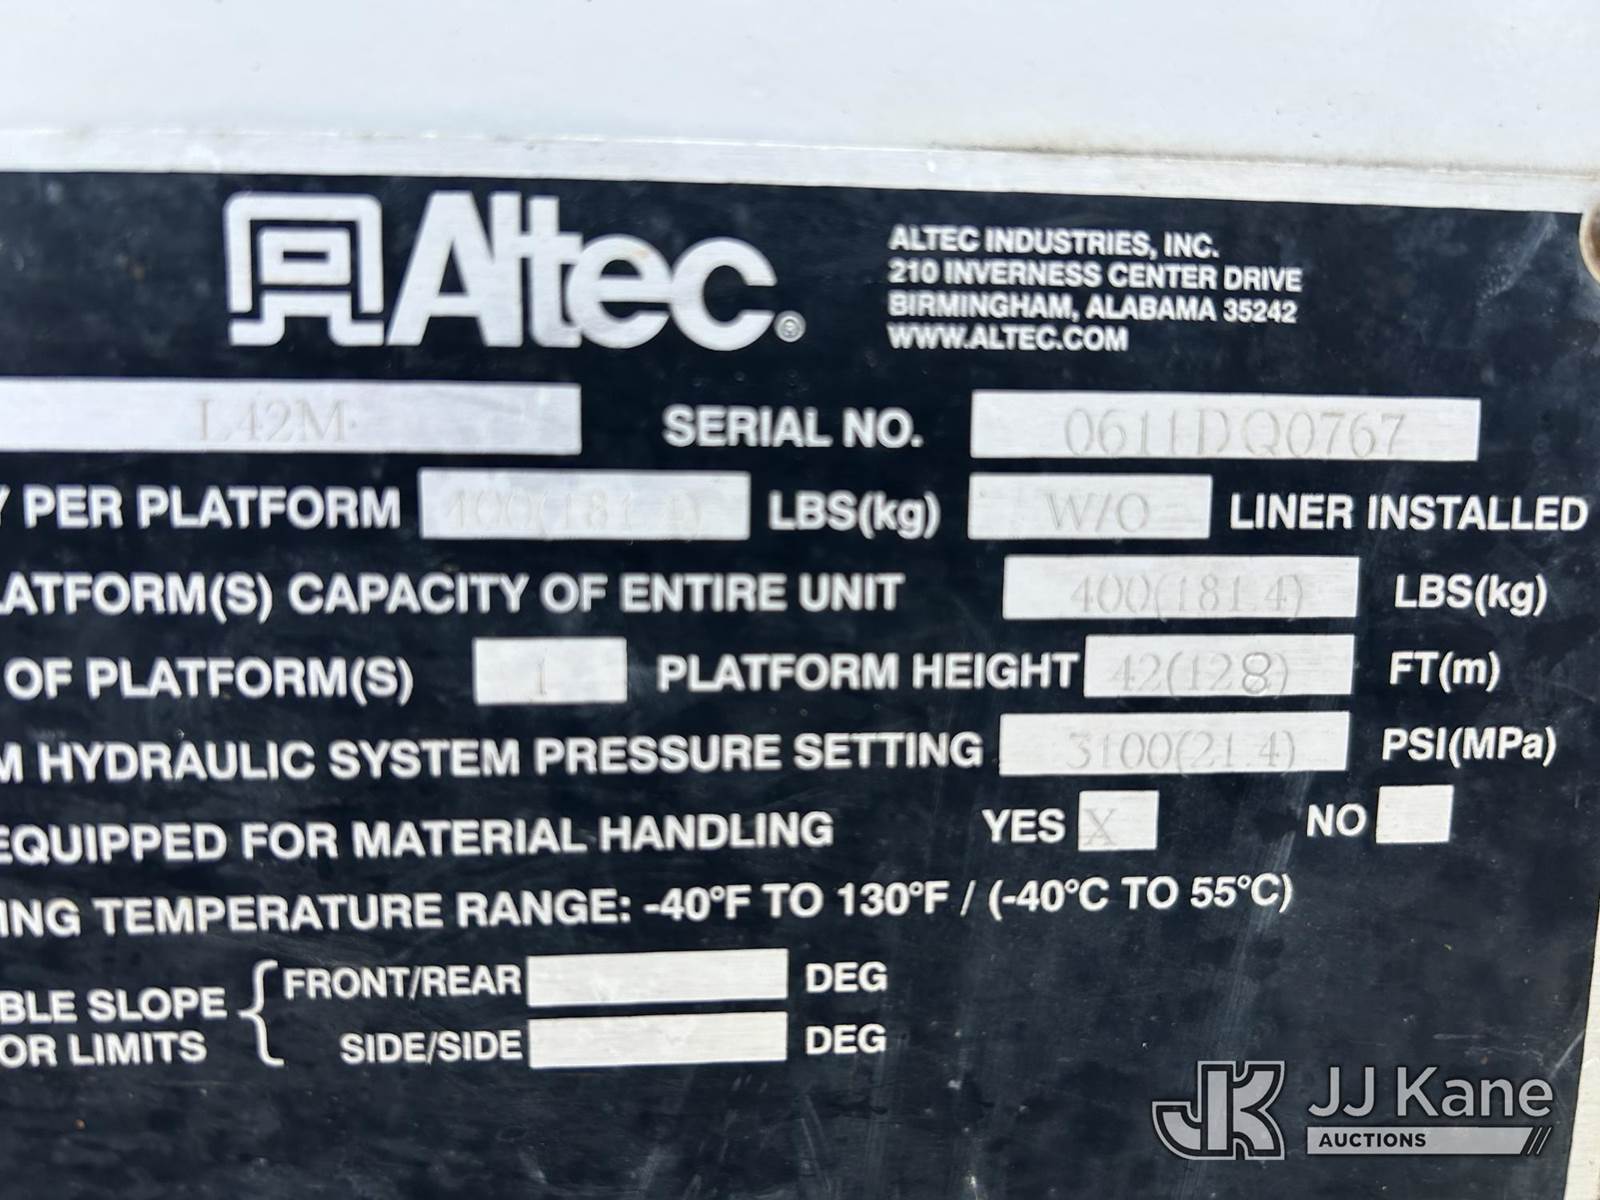 Altec®
ALTEC INDUSTRIES, INC.
210 INVERNESS CENTER DRIVE
BIRMINGHAM, ALABAMA 35242
WWW.ALTEC.COM
L42M SERIAL NO. 0611DQ0767
Y PER PLATFORM 400(181.4) LBS(kg) W/O LINER INSTALLED
LATFORM(S) CAPACITY OF ENTIRE UNIT 400(181.4) LBS(kg)
OF PLATFORM(S) 1 PLATFORM HEIGHT 42(128) FT(m)
M HYDRAULIC SYSTEM PRESSURE SETTING 3100(21.4) PSI(MPa)
EQUIPPED FOR MATERIAL HANDLING YES X NO
ING TEMPERATURE RANGE: -40°F TO 130°F / (-40°C TO 55°C)
BLE SLOPE { FRONT/REAR DEG
OR LIMITS SIDE/SIDE DEG
JK JJ Kane
AUCTIONS